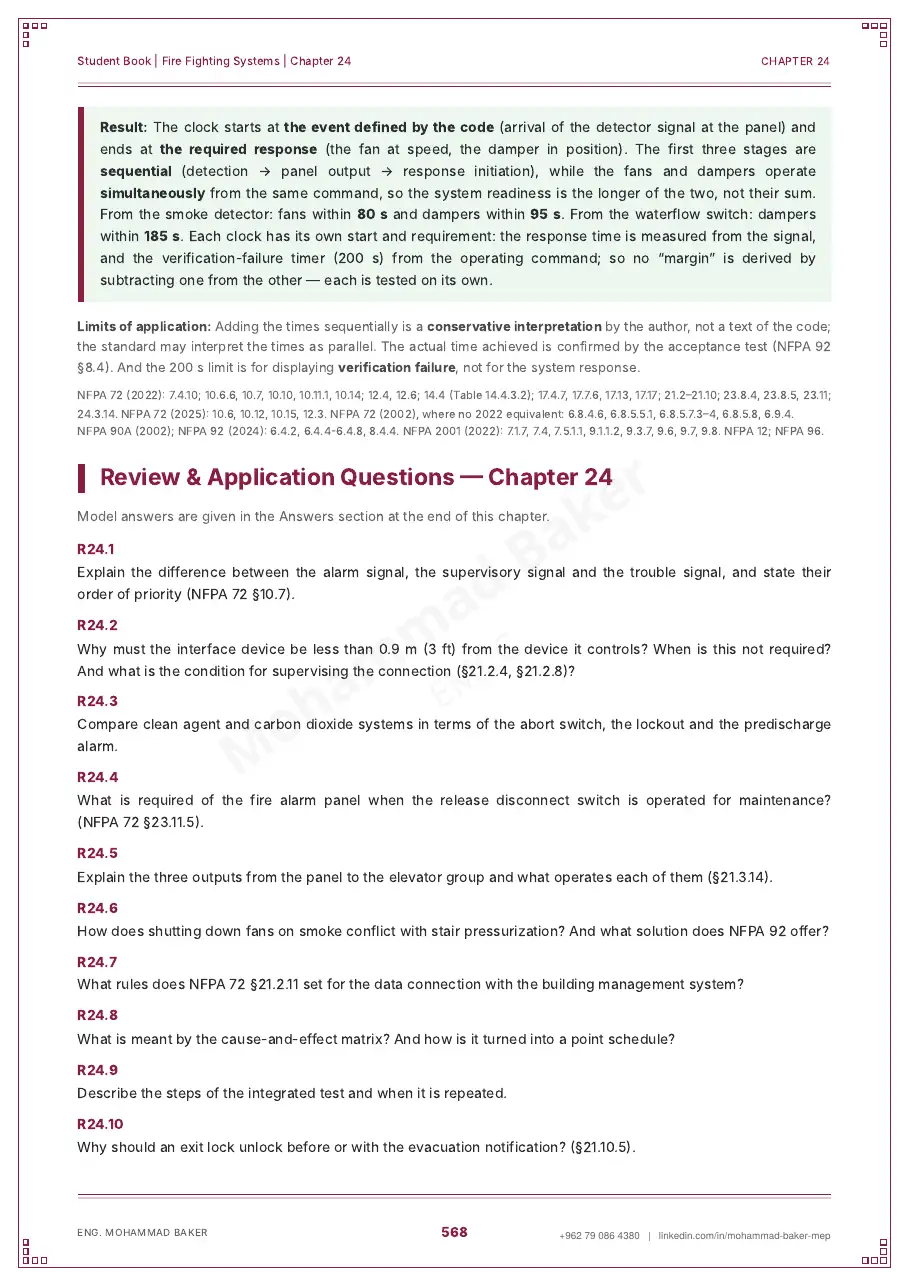 Student Book | Fire Fighting Systems | Chapter 24
CHAPTER 24
Result: The clock starts at the event defined by the code (arrival of the detector signal at the panel) and
ends at the required response (the fan at speed, the damper in position). The first three stages are
sequential (detection → panel output → response initiation), while the fans and dampers operate
simultaneously from the same command, so the system readiness is the longer of the two, not their sum.
From the smoke detector: fans within 80 s and dampers within 95 s. From the waterflow switch: dampers
within 185 s. Each clock has its own start and requirement: the response time is measured from the signal,
and the verification-failure timer (200 s) from the operating command; so no “margin” is derived by
subtracting one from the other — each is tested on its own.
Limits of application: Adding the times sequentially is a conservative interpretation by the author, not a text of the code;
the standard may interpret the times as parallel. The actual time achieved is confirmed by the acceptance test (NFPA 92
§8.4). And the 200 s limit is for displaying verification failure, not for the system response.
NFPA 72 (2022): 7.4.10; 10.6.6, 10.7, 10.10, 10.11.1, 10.14; 12.4, 12.6; 14.4 (Table 14.4.3.2); 17.4.7, 17.7.6, 17.13, 17.17; 21.2–21.10; 23.8.4, 23.8.5, 23.11;
24.3.14. NFPA 72 (2025): 10.6, 10.12, 10.15, 12.3. NFPA 72 (2002), where no 2022 equivalent: 6.8.4.6, 6.8.5.5.1, 6.8.5.7.3–4, 6.8.5.8, 6.9.4.
NFPA 90A (2002); NFPA 92 (2024): 6.4.2, 6.4.4-6.4.8, 8.4.4. NFPA 2001 (2022): 7.1.7, 7.4, 7.5.1.1, 9.1.1.2, 9.3.7, 9.6, 9.7, 9.8. NFPA 12; NFPA 96.
Review & Application Questions — Chapter 24
Model answers are given in the Answers section at the end of this chapter.
R24.1
Explain the difference between the alarm signal, the supervisory signal and the trouble signal, and state their
order of priority (NFPA 72 §10.7).
R24.2
Why must the interface device be less than 0.9 m (3 ft) from the device it controls? When is this not required?
And what is the condition for supervising the connection (§21.2.4, §21.2.8)?
R24.3
Compare clean agent and carbon dioxide systems in terms of the abort switch, the lockout and the predischarge
alarm.
R24.4
What is required of the fire alarm panel when the release disconnect switch is operated for maintenance?
(NFPA 72 §23.11.5).
R24.5
Explain the three outputs from the panel to the elevator group and what operates each of them (§21.3.14).
R24.6
How does shutting down fans on smoke conflict with stair pressurization? And what solution does NFPA 92 offer?
R24.7
What rules does NFPA 72 §21.2.11 set for the data connection with the building management system?
R24.8
What is meant by the cause-and-effect matrix? And how is it turned into a point schedule?
R24.9
Describe the steps of the integrated test and when it is repeated.
R24.10
Why should an exit lock unlock before or with the evacuation notification? (§21.10.5).
Mohammad Baker
ENG. MOHAMMAD BAKER
568
+962 79 086 4380 | linkedin.com/in/mohammad-baker-mep